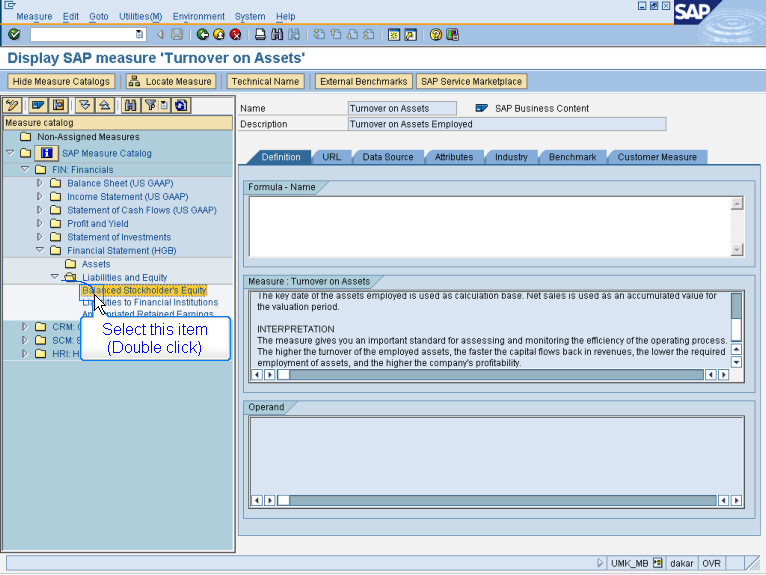 Measure Edit Goto Utilities(M) Environment System Help
SAP
Display SAP measure 'Turnover on Assets'
Hide Measure Catalogs Locate Measure Technical Name External Benchmarks SAP Service Marketplace
Measure catalog
Non-Assigned Measures
SAP Measure Catalog
FIN: Financials
Balance Sheet (US GAAP)
Income Statement (US GAAP)
Statement of Cash Flows (US GAAP)
Profit and Yield
Statement of Investments
Financial Statement (HGB)
Assets
Liabilities and Equity
Balanced Stockholder's Equity
to Financial Institutions
Retained Earnings
CRM:
SCM:
HRI:
Select this item
(Double click)
Name Turnover on Assets SAP Business Content
Description Turnover on Assets Employed
Definition URL Data Source Attributes Industry Benchmark Customer Measure
Formula - Name
Measure : Turnover on Assets
The key date of the assets employed is used as calculation base. Net sales is used as an accumulated value for
the valuation period.
INTERPRETATION
The measure gives you an important standard for assessing and monitoring the efficiency of the operating process.
The higher the turnover of the employed assets, the faster the capital flows back in revenues, the lower the required
employment of assets, and the higher the company's profitability.
Operand
UMK_MB dakar OVR